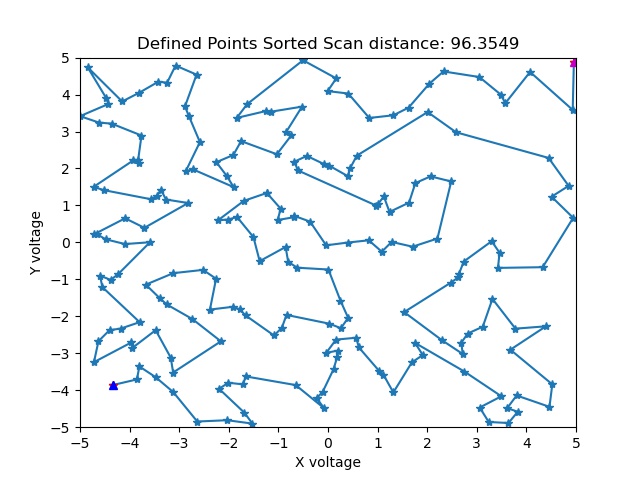 Defined Points Sorted Scan distance: 96.3549
5
4
3
2
1
0
−1
−2
−3
−4
−5
Y voltage
−5 −4 −3 −2 −1 0 1 2 3 4 5
X voltage